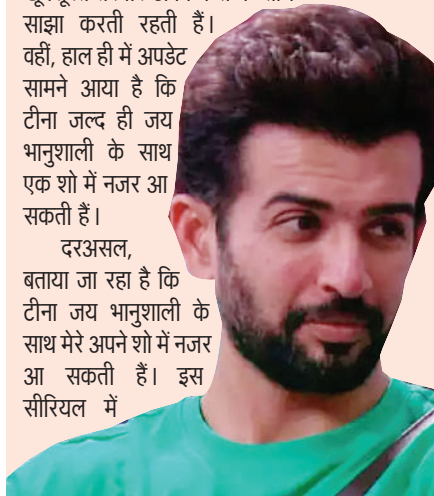 साझा करती रहती हैं।
वहीं, हाल ही में अपडेट
सामने आया है कि
टीना जल्द ही जय
भानुशाली के साथ
एक शो में नजर आ
सकती हैं।
दरअसल,
बताया जा रहा है कि
टीना जय भानुशाली के
साथ मेरे अपने शो में नजर
आ सकती हैं। इस
सीरियल में